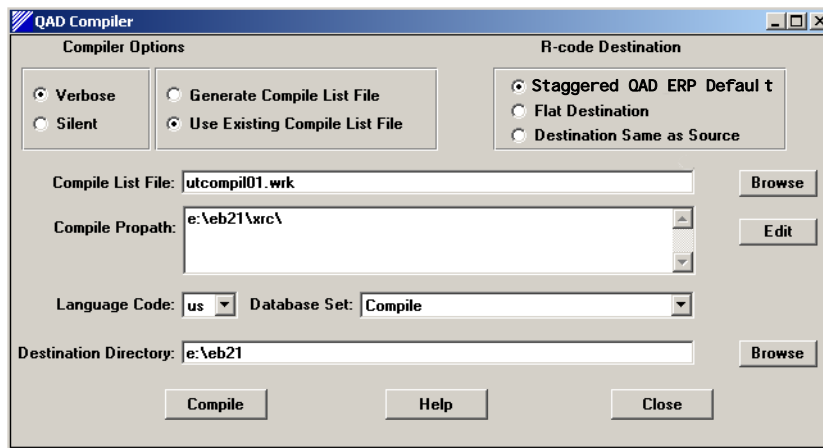 QAD Compiler
Compiler Options
R-code Destination
Verbose
Silent
Generate Compile List File
Use Existing Compile List File
Staggered QAD ERP Default
Flat Destination
Destination Same as Source
Compile List File: utcompil01.wrk Browse
Compile Propath: e:\eb21\xrc\ Edit
Language Code: us Database Set: Compile
Destination Directory: e:\eb21 Browse
Compile Help Close